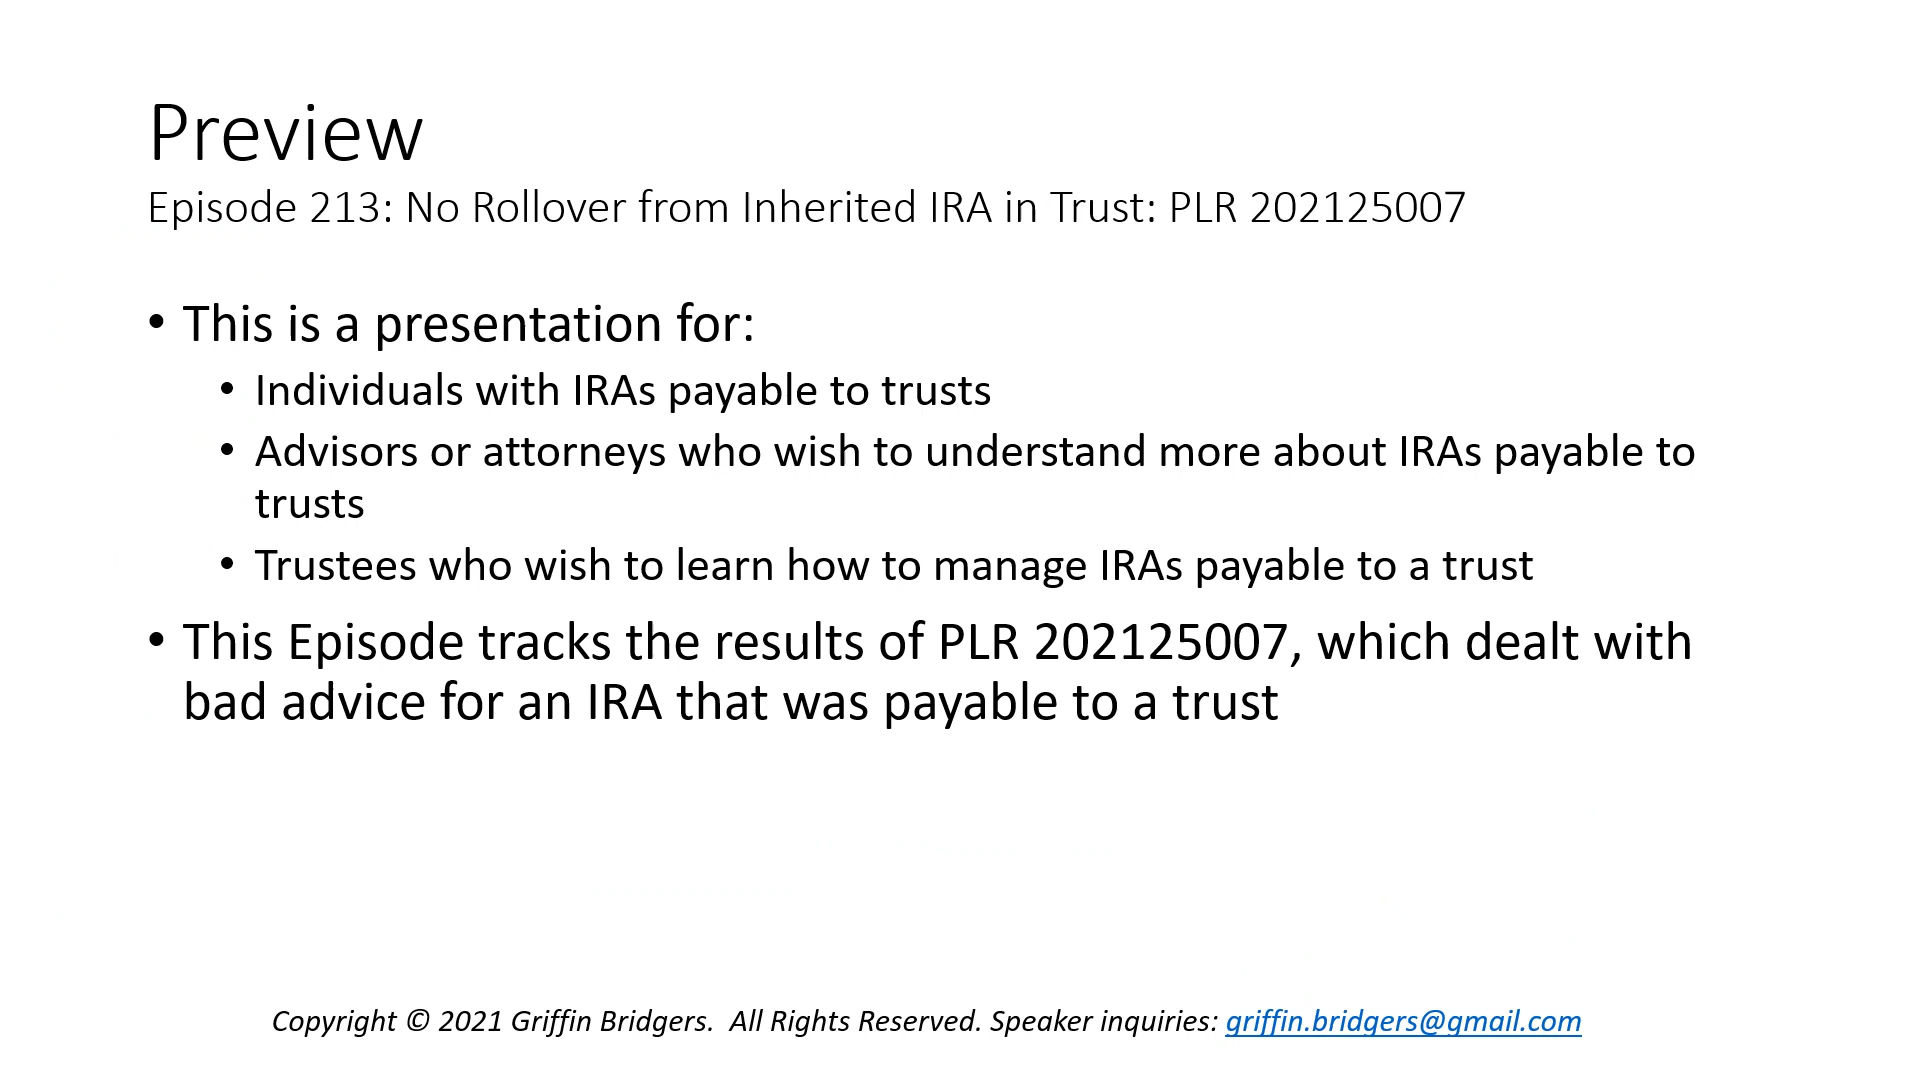 Preview
Episode 213: No Rollover from Inherited IRA in Trust: PLR 202125007
• This is a presentation for:
• Individuals with IRAs payable to trusts
• Advisors or attorneys who wish to understand more about IRAs payable to
trusts
• Trustees who wish to learn how to manage IRAs payable to a trust
• This Episode tracks the results of PLR 202125007, which dealt with
bad advice for an IRA that was payable to a trust
Copyright © 2021 Griffin Bridgers.  All Rights Reserved. Speaker inquiries: griffin.bridgers@gmail.com